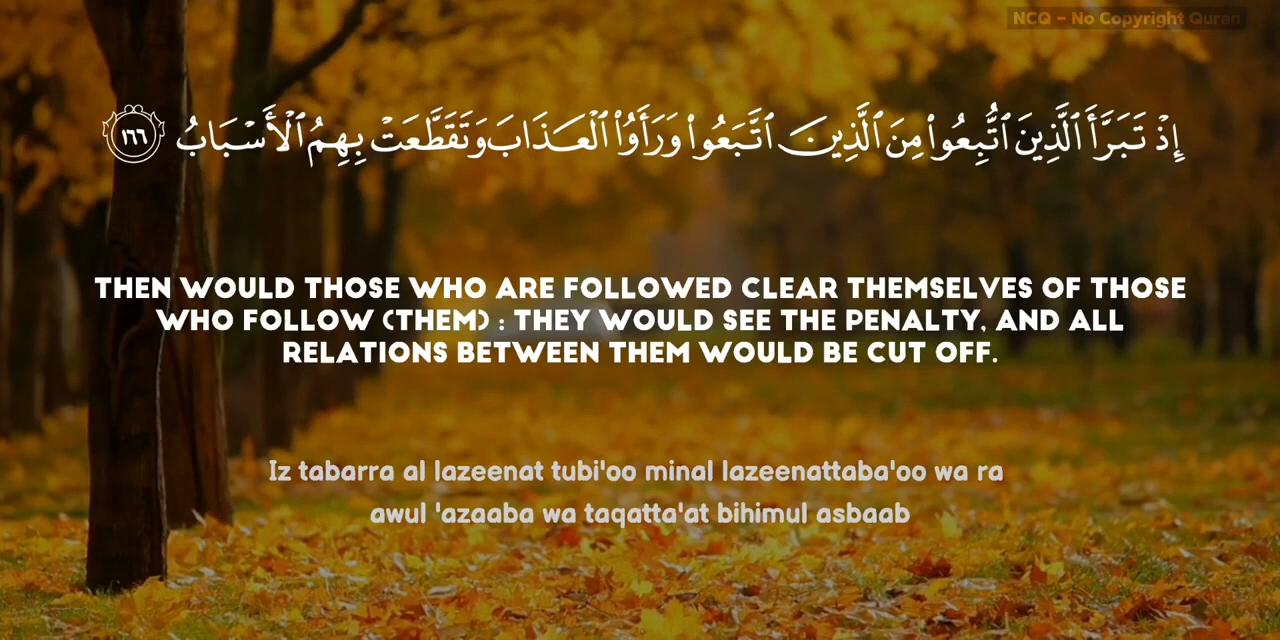 NCQ - No Copyright Quran
إِذْ تَبَرَّأَ ٱلَّذِينَ ٱتُّبِعُوا۟ مِنَ ٱلَّذِينَ ٱتَّبَعُوا۟ وَرَأَوُا۟ ٱلْعَذَابَ وَتَقَطَّعَتْ بِهِمُ ٱلْأَسْبَابُ ١٦٦
THEN WOULD THOSE WHO ARE FOLLOWED CLEAR THEMSELVES OF THOSE
WHO FOLLOW (THEM) : THEY WOULD SEE THE PENALTY, AND ALL
RELATIONS BETWEEN THEM WOULD BE CUT OFF.
Iz tabarra al lazeenat tubi'oo minal lazeenattaba'oo wa ra
awul 'azaaba wa taqatta'at bihimul asbaab